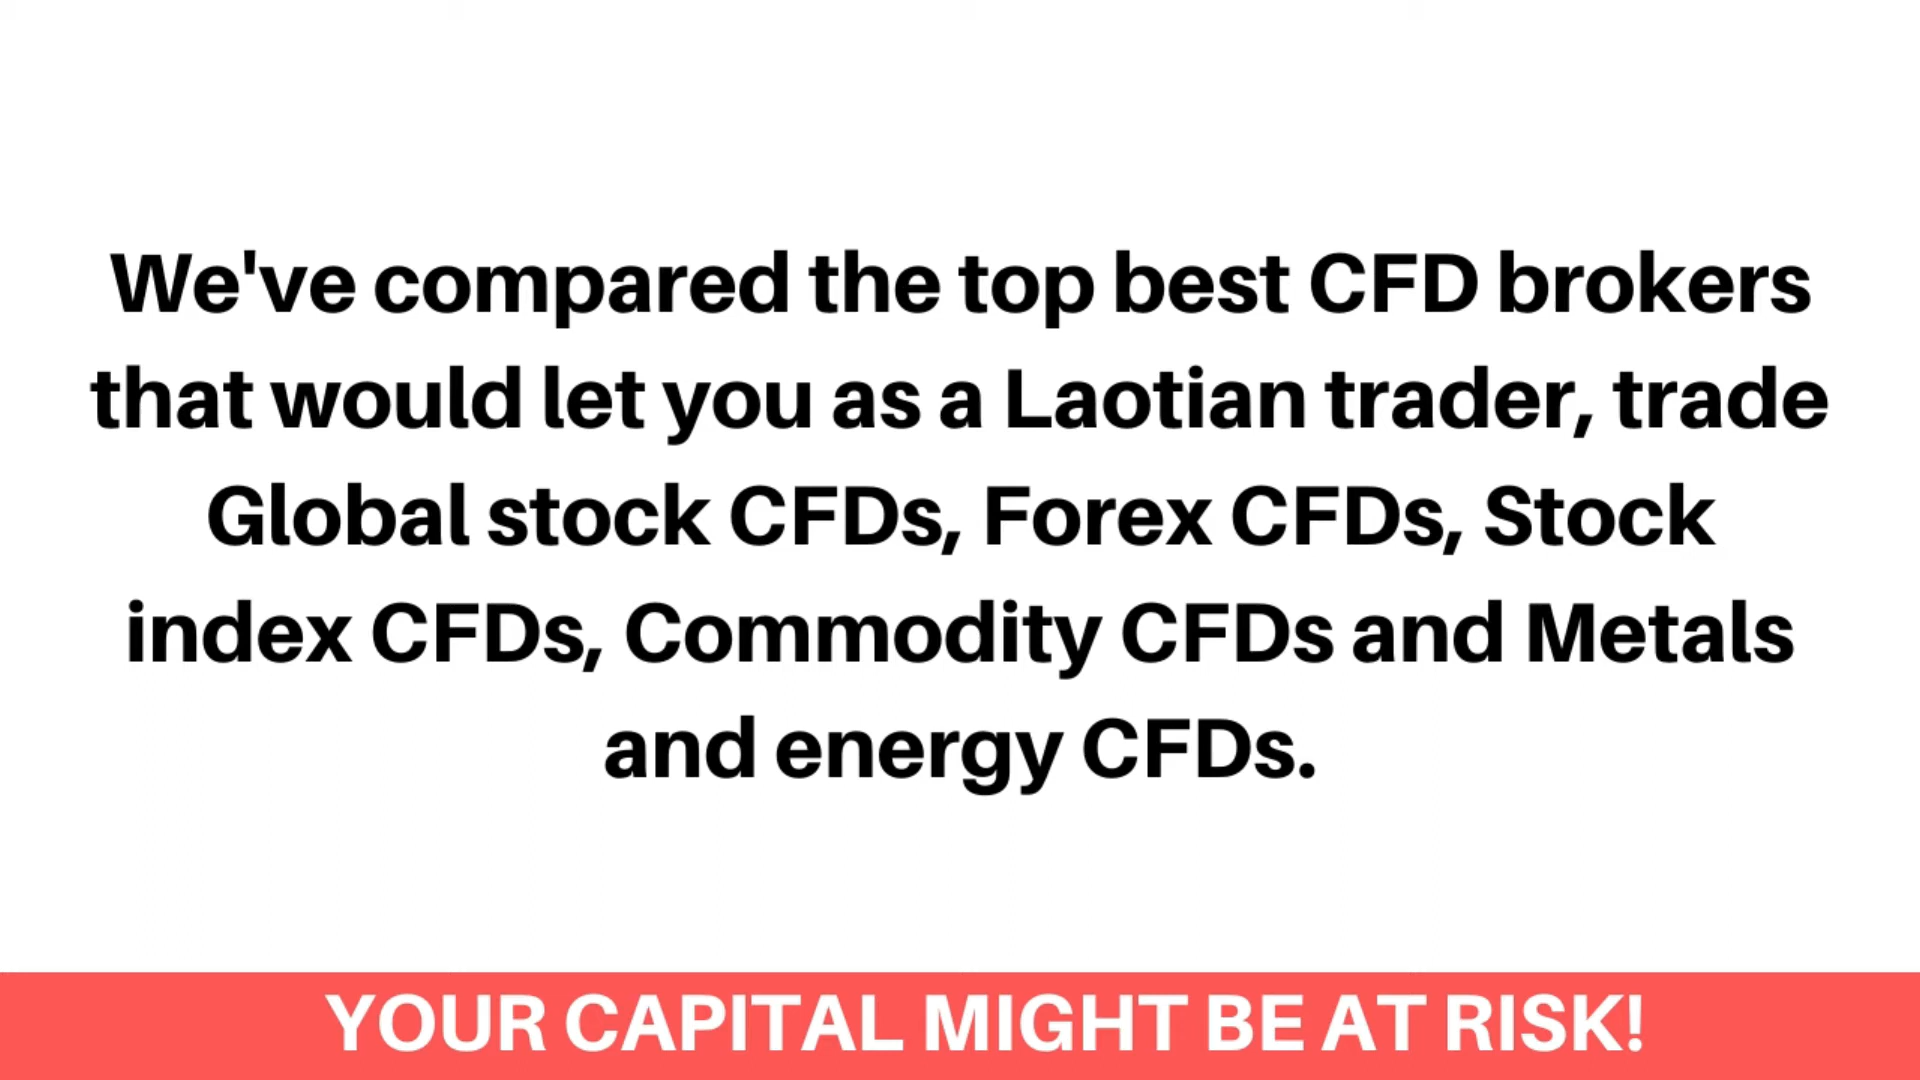 We've compared the top best CFD brokers
that would let you as a Laotian trader, trade
Global stock CFDs, Forex CFDs, Stock
index CFDs, Commodity CFDs and Metals
and energy CFDs.
YOUR CAPITAL MIGHT BE AT RISK!